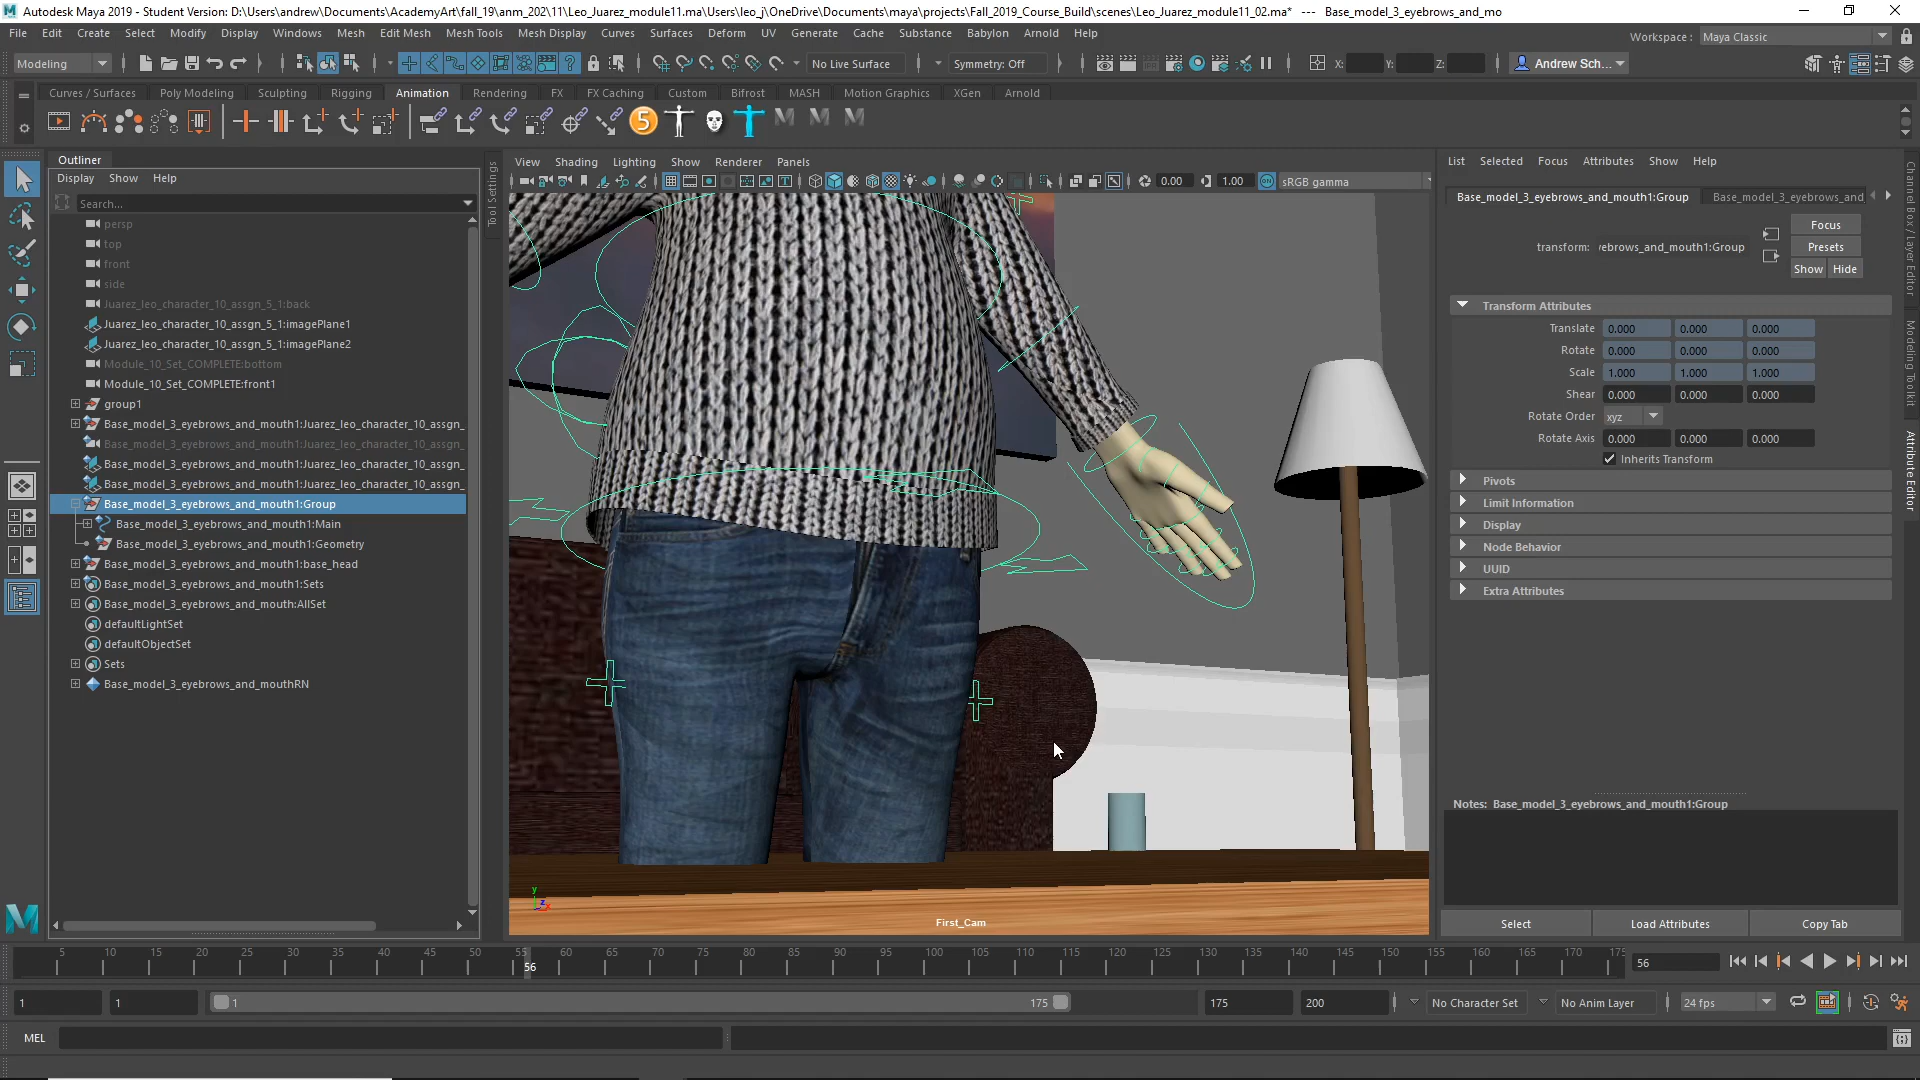 Autodesk Maya 2019 - Student Version: D:\Users\andrew\Documents\AcademyArt\fall_19\anm_202\11\Leo_Juarez_module11.ma\Users\leo_j\OneDrive\Documents\maya\projects\Fall_2019_Course_Build\scenes\Leo_Juarez_module11_02.ma* --- Base_model_3_eyebrows_and_mo
File Edit Create Select Modify Display Windows Mesh Edit Mesh Mesh Tools Mesh Display Curves Surfaces Deform UV Generate Cache Substance Babylon Arnold Help
Workspace : Maya Classic
Modeling No Live Surface Symmetry: Off X: Y: Z: Andrew Sch...
Curves / Surfaces Poly Modeling Sculpting Rigging Animation Rendering FX FX Caching Custom Bifrost MASH Motion Graphics XGen Arnold
5
Outliner
Display Show Help
Search...
persp
top
front
side
Juarez_leo_character_10_assgn_5_1:back
Juarez_leo_character_10_assgn_5_1:imagePlane1
Juarez_leo_character_10_assgn_5_1:imagePlane2
Module_10_Set_COMPLETE:bottom
Module_10_Set_COMPLETE:front1
group1
Base_model_3_eyebrows_and_mouth1:Juarez_leo_character_10_assgn_
Base_model_3_eyebrows_and_mouth1:Juarez_leo_character_10_assgn_
Base_model_3_eyebrows_and_mouth1:Juarez_leo_character_10_assgn_
Base_model_3_eyebrows_and_mouth1:Juarez_leo_character_10_assgn_
Base_model_3_eyebrows_and_mouth1:Group
Base_model_3_eyebrows_and_mouth1:Main
Base_model_3_eyebrows_and_mouth1:Geometry
Base_model_3_eyebrows_and_mouth1:base_head
Base_model_3_eyebrows_and_mouth1:Sets
Base_model_3_eyebrows_and_mouth:AllSet
defaultLightSet
defaultObjectSet
Sets
Base_model_3_eyebrows_and_mouthRN
Tool Settings
View Shading Lighting Show Renderer Panels
0.00 1.00 ON sRGB gamma
y
z x
First_Cam
List Selected Focus Attributes Show Help
Base_model_3_eyebrows_and_mouth1:Group Base_model_3_eyebrows_and
Focus
transform: ebrows_and_mouth1:Group Presets
Show Hide
Transform Attributes
Translate 0.000 0.000 0.000
Rotate 0.000 0.000 0.000
Scale 1.000 1.000 1.000
Shear 0.000 0.000 0.000
Rotate Order xyz
Rotate Axis 0.000 0.000 0.000
Inherits Transform
Pivots
Limit Information
Display
Node Behavior
UUID
Extra Attributes
Notes: Base_model_3_eyebrows_and_mouth1:Group
Select Load Attributes Copy Tab
Channel Box / Layer Editor
Modeling Toolkit
Attribute Editor
5 10 15 20 25 30 35 40 45 50 55 60 65 70 75 80 85 90 95 100 105 110 115 120 125 130 135 140 145 150 155 160 165 170 175
56 56
1 1 1 175 175 200 No Character Set No Anim Layer 24 fps
MEL